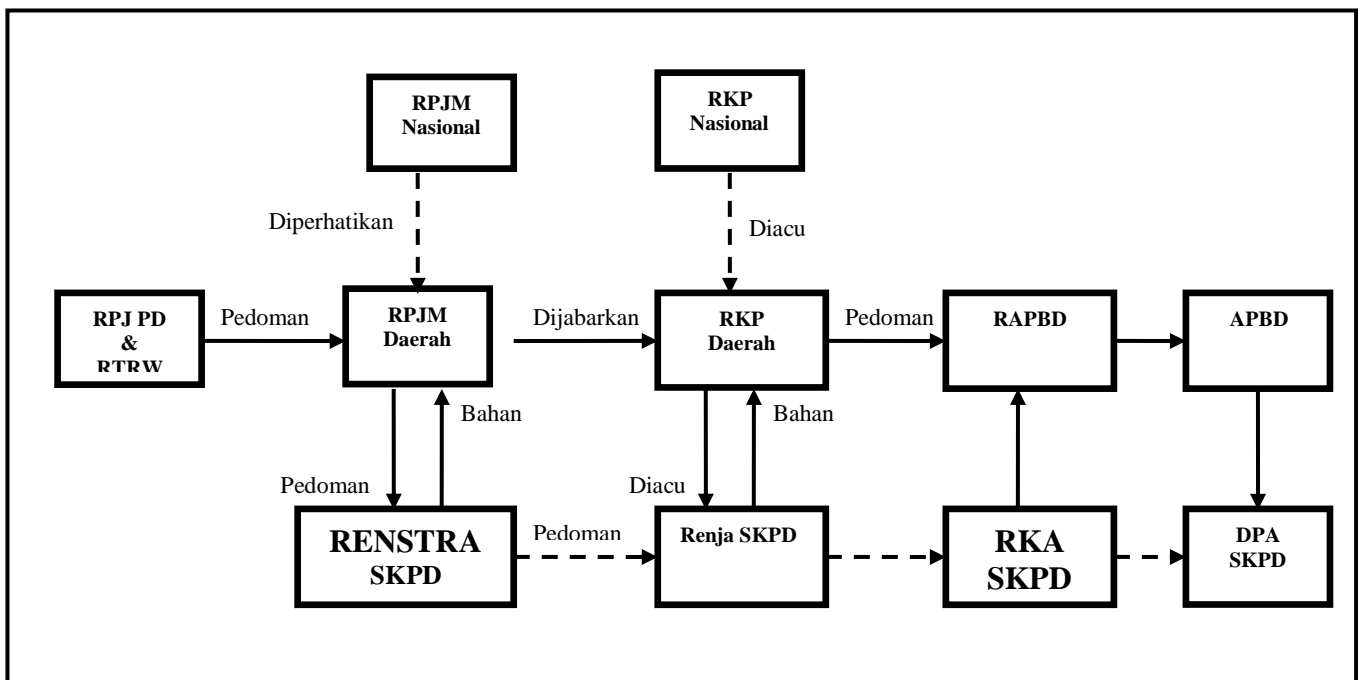 RPJM
Nasional
RKP
Nasional
Diperhatikan
Diacu
RPJ PD
&
RTRW
Pedoman
RPJM
Daerah
Dijabarkan
RKP
Daerah
Pedoman
RAPBD
APBD
Bahan
Bahan
Pedoman
Diacu
RENSTRA
SKPD
Pedoman
Renja SKPD
RKA
SKPD
DPA
SKPD